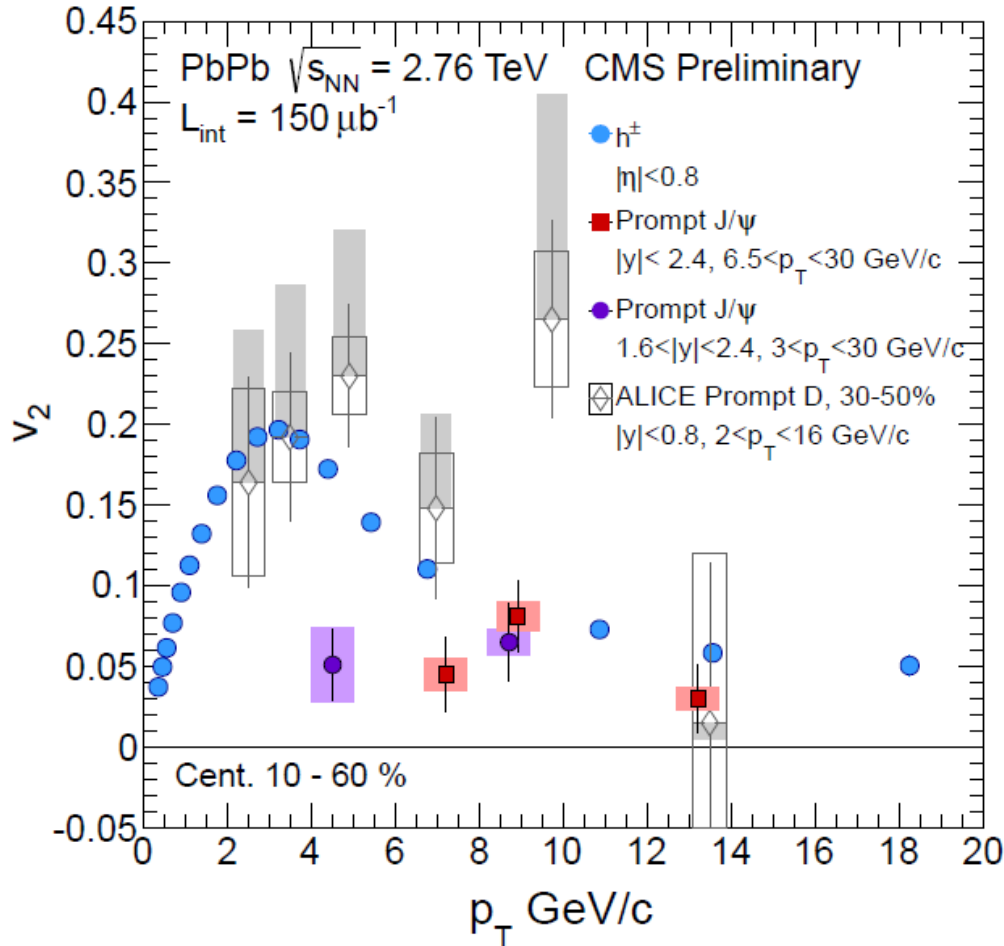 PbPb √s_NN = 2.76 TeV CMS Preliminary
L_int = 150 μb⁻¹
h±
|η|<0.8
Prompt J/ψ
|y|< 2.4, 6.5<p_T<30 GeV/c
Prompt J/ψ
1.6<|y|<2.4, 3<p_T<30 GeV/c
ALICE Prompt D, 30-50%
|y|<0.8, 2<p_T<16 GeV/c
Cent. 10 - 60 %
v₂
0.45
0.4
0.35
0.3
0.25
0.2
0.15
0.1
0.05
0
-0.05
0 2 4 6 8 10 12 14 16 18 20
p_T GeV/c